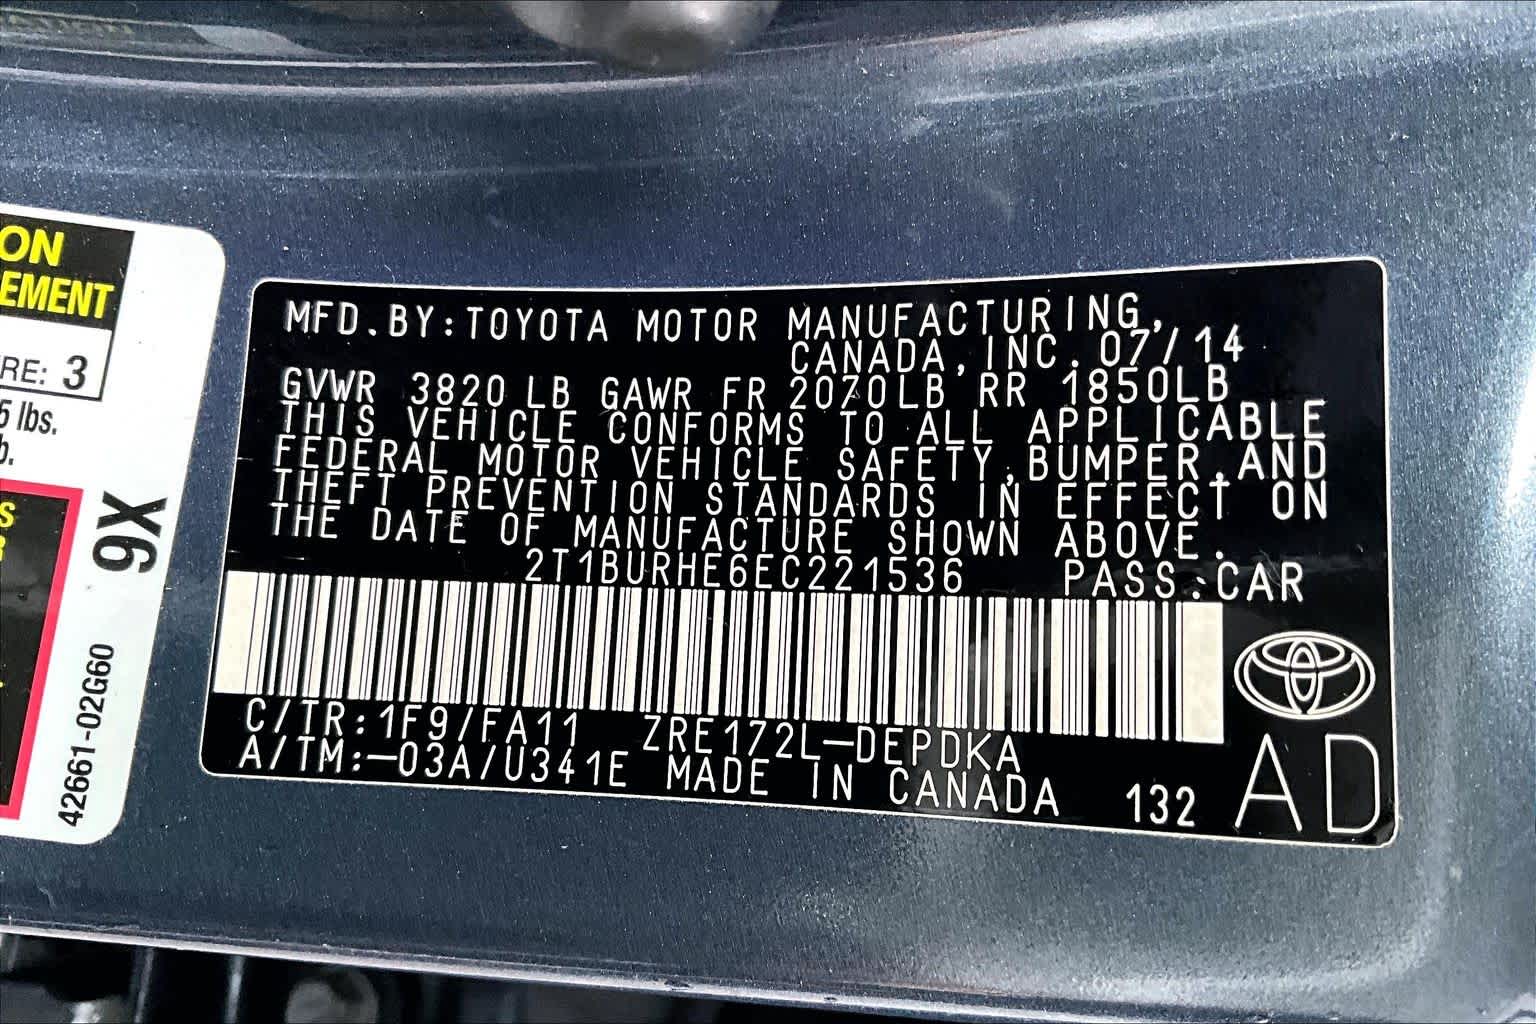 ON
EMENT
RE: 3
5 lbs.
b.
S
R
9X
42661-02G60
MFD.BY:TOYOTA MOTOR MANUFACTURING,
CANADA,INC. 07/14
GVWR 3820 LB GAWR FR 2070LB RR 1850LB
THIS VEHICLE CONFORMS TO ALL APPLICABLE
FEDERAL MOTOR VEHICLE SAFETY,BUMPER,AND
THEFT PREVENTION STANDARDS IN EFFECT ON
THE DATE OF MANUFACTURE SHOWN ABOVE.
2T1BURHE6EC221536 PASS.CAR
C/TR:1F9/FA11 ZRE172L-DEPDKA
A/TM:-03A/U341E MADE IN CANADA 132 AD